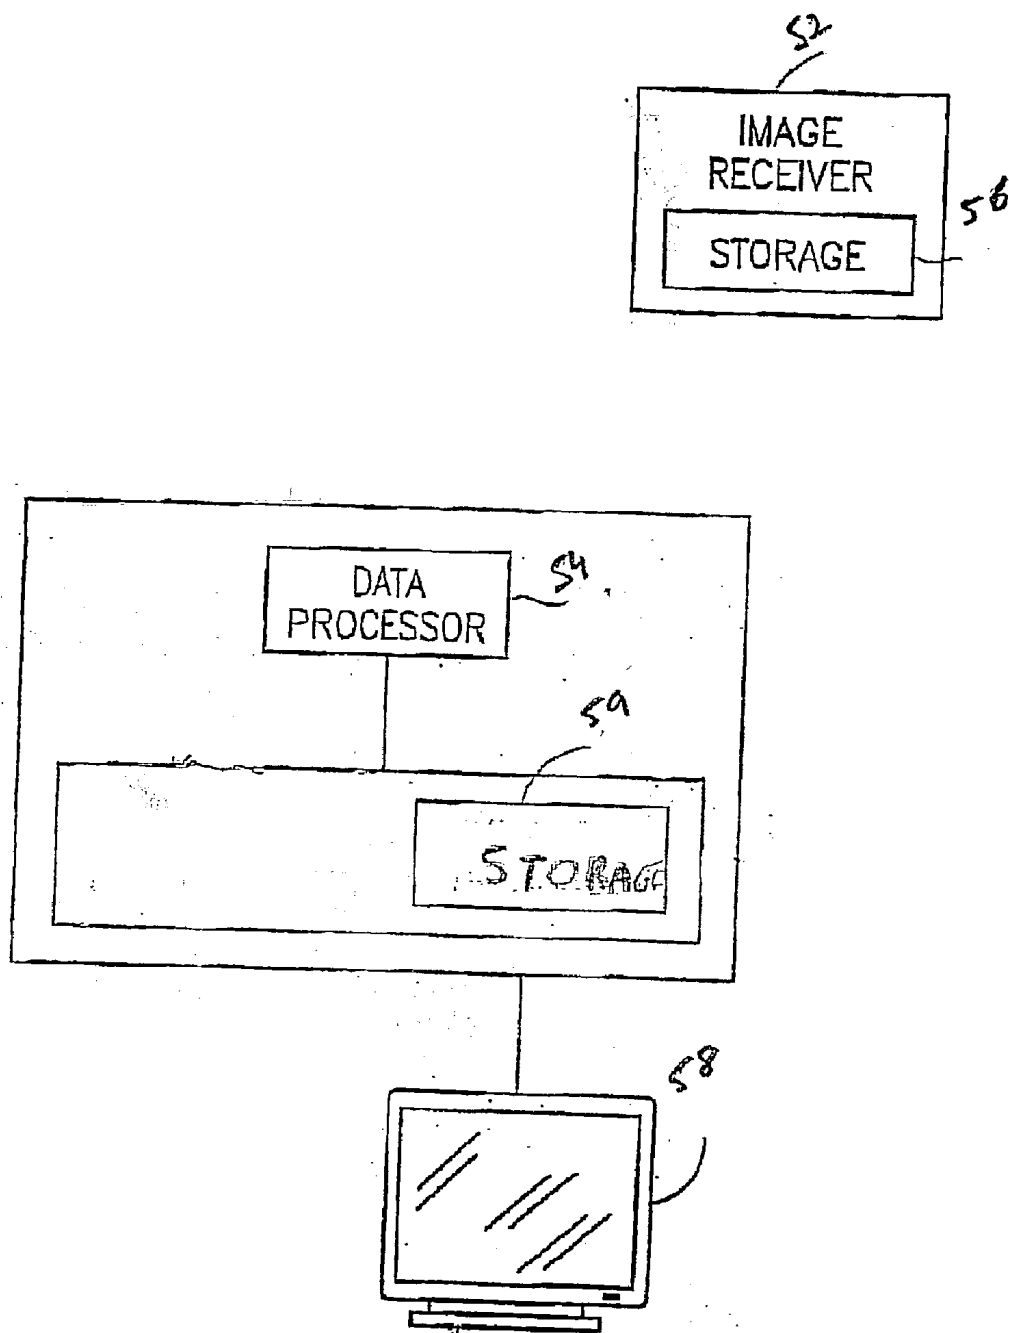 52
IMAGE
RECEIVER
56
STORAGE
DATA
PROCESSOR
54
59
STORAGE
58